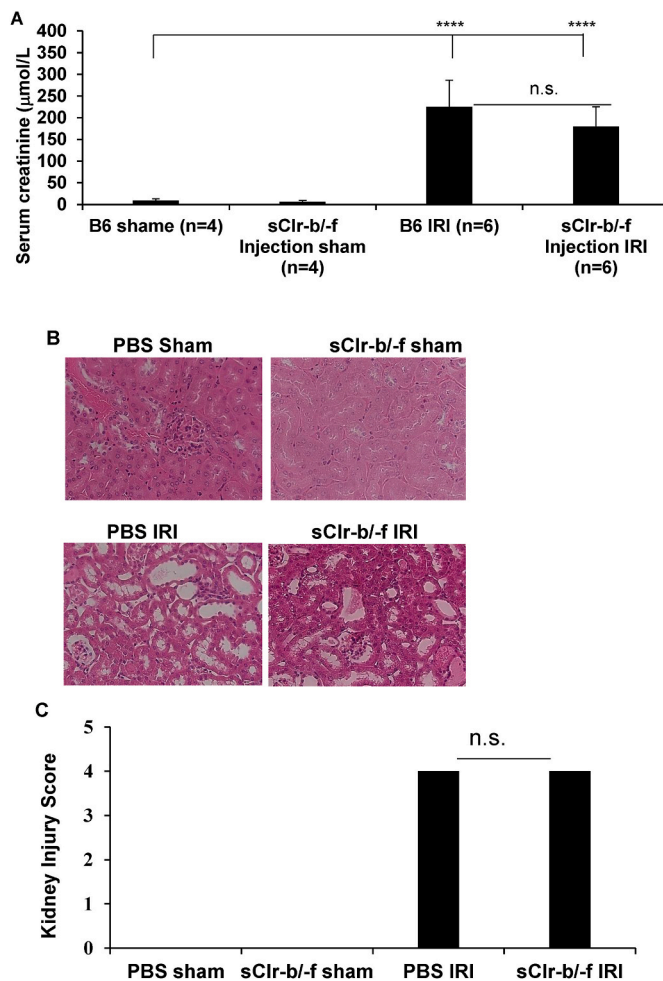 A
**** ****
n.s.
Serum creatinine (µmol/L)
400
350
300
250
200
150
100
50
0
B6 shame (n=4)
sClr-b/-f
Injection sham
(n=4)
B6 IRI (n=6)
sClr-b/-f
Injection IRI
(n=6)
B
PBS Sham
sClr-b/-f sham
PBS IRI
sClr-b/-f IRI
C
n.s.
Kidney Injury Score
5
4
3
2
1
0
PBS sham
sClr-b/-f sham
PBS IRI
sClr-b/-f IRI